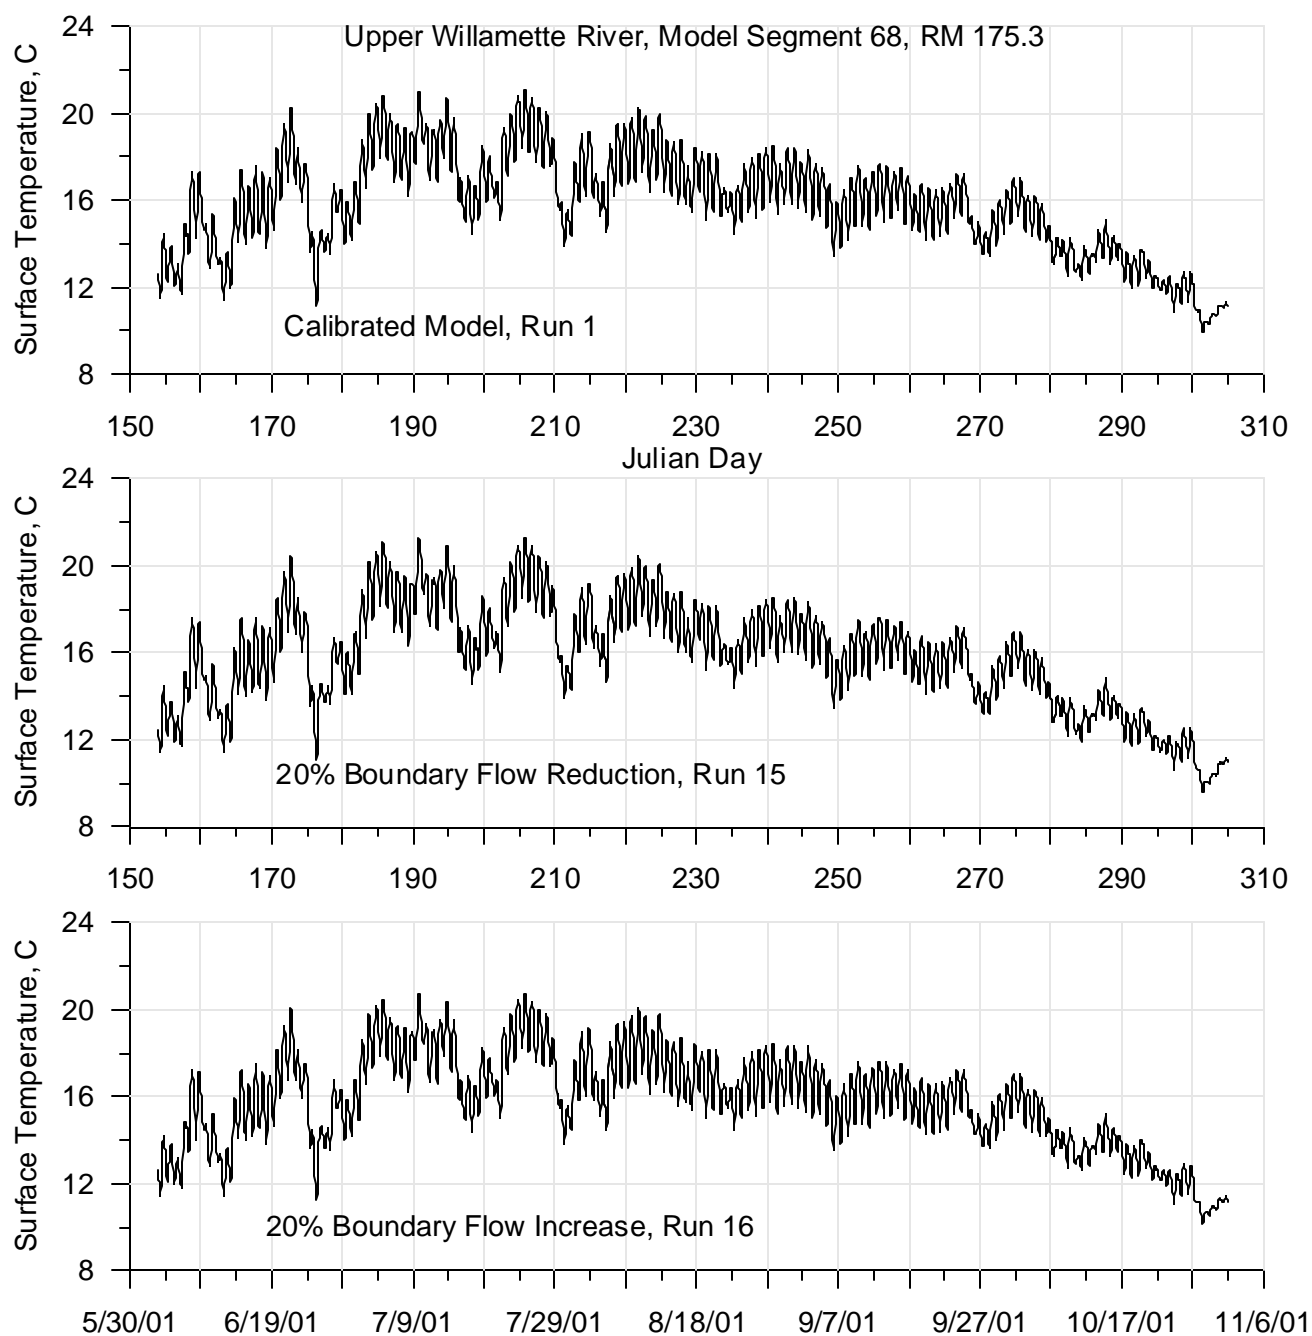 Upper Willamette River, Model Segment 68, RM 175.3
24
20
16
12
8
Surface Temperature, C
Calibrated Model, Run 1
150 170 190 210 230 250 270 290 310
Julian Day
24
20
16
12
8
Surface Temperature, C
20% Boundary Flow Reduction, Run 15
150 170 190 210 230 250 270 290 310
24
20
16
12
8
Surface Temperature, C
20% Boundary Flow Increase, Run 16
5/30/01 6/19/01 7/9/01 7/29/01 8/18/01 9/7/01 9/27/01 10/17/01 11/6/01